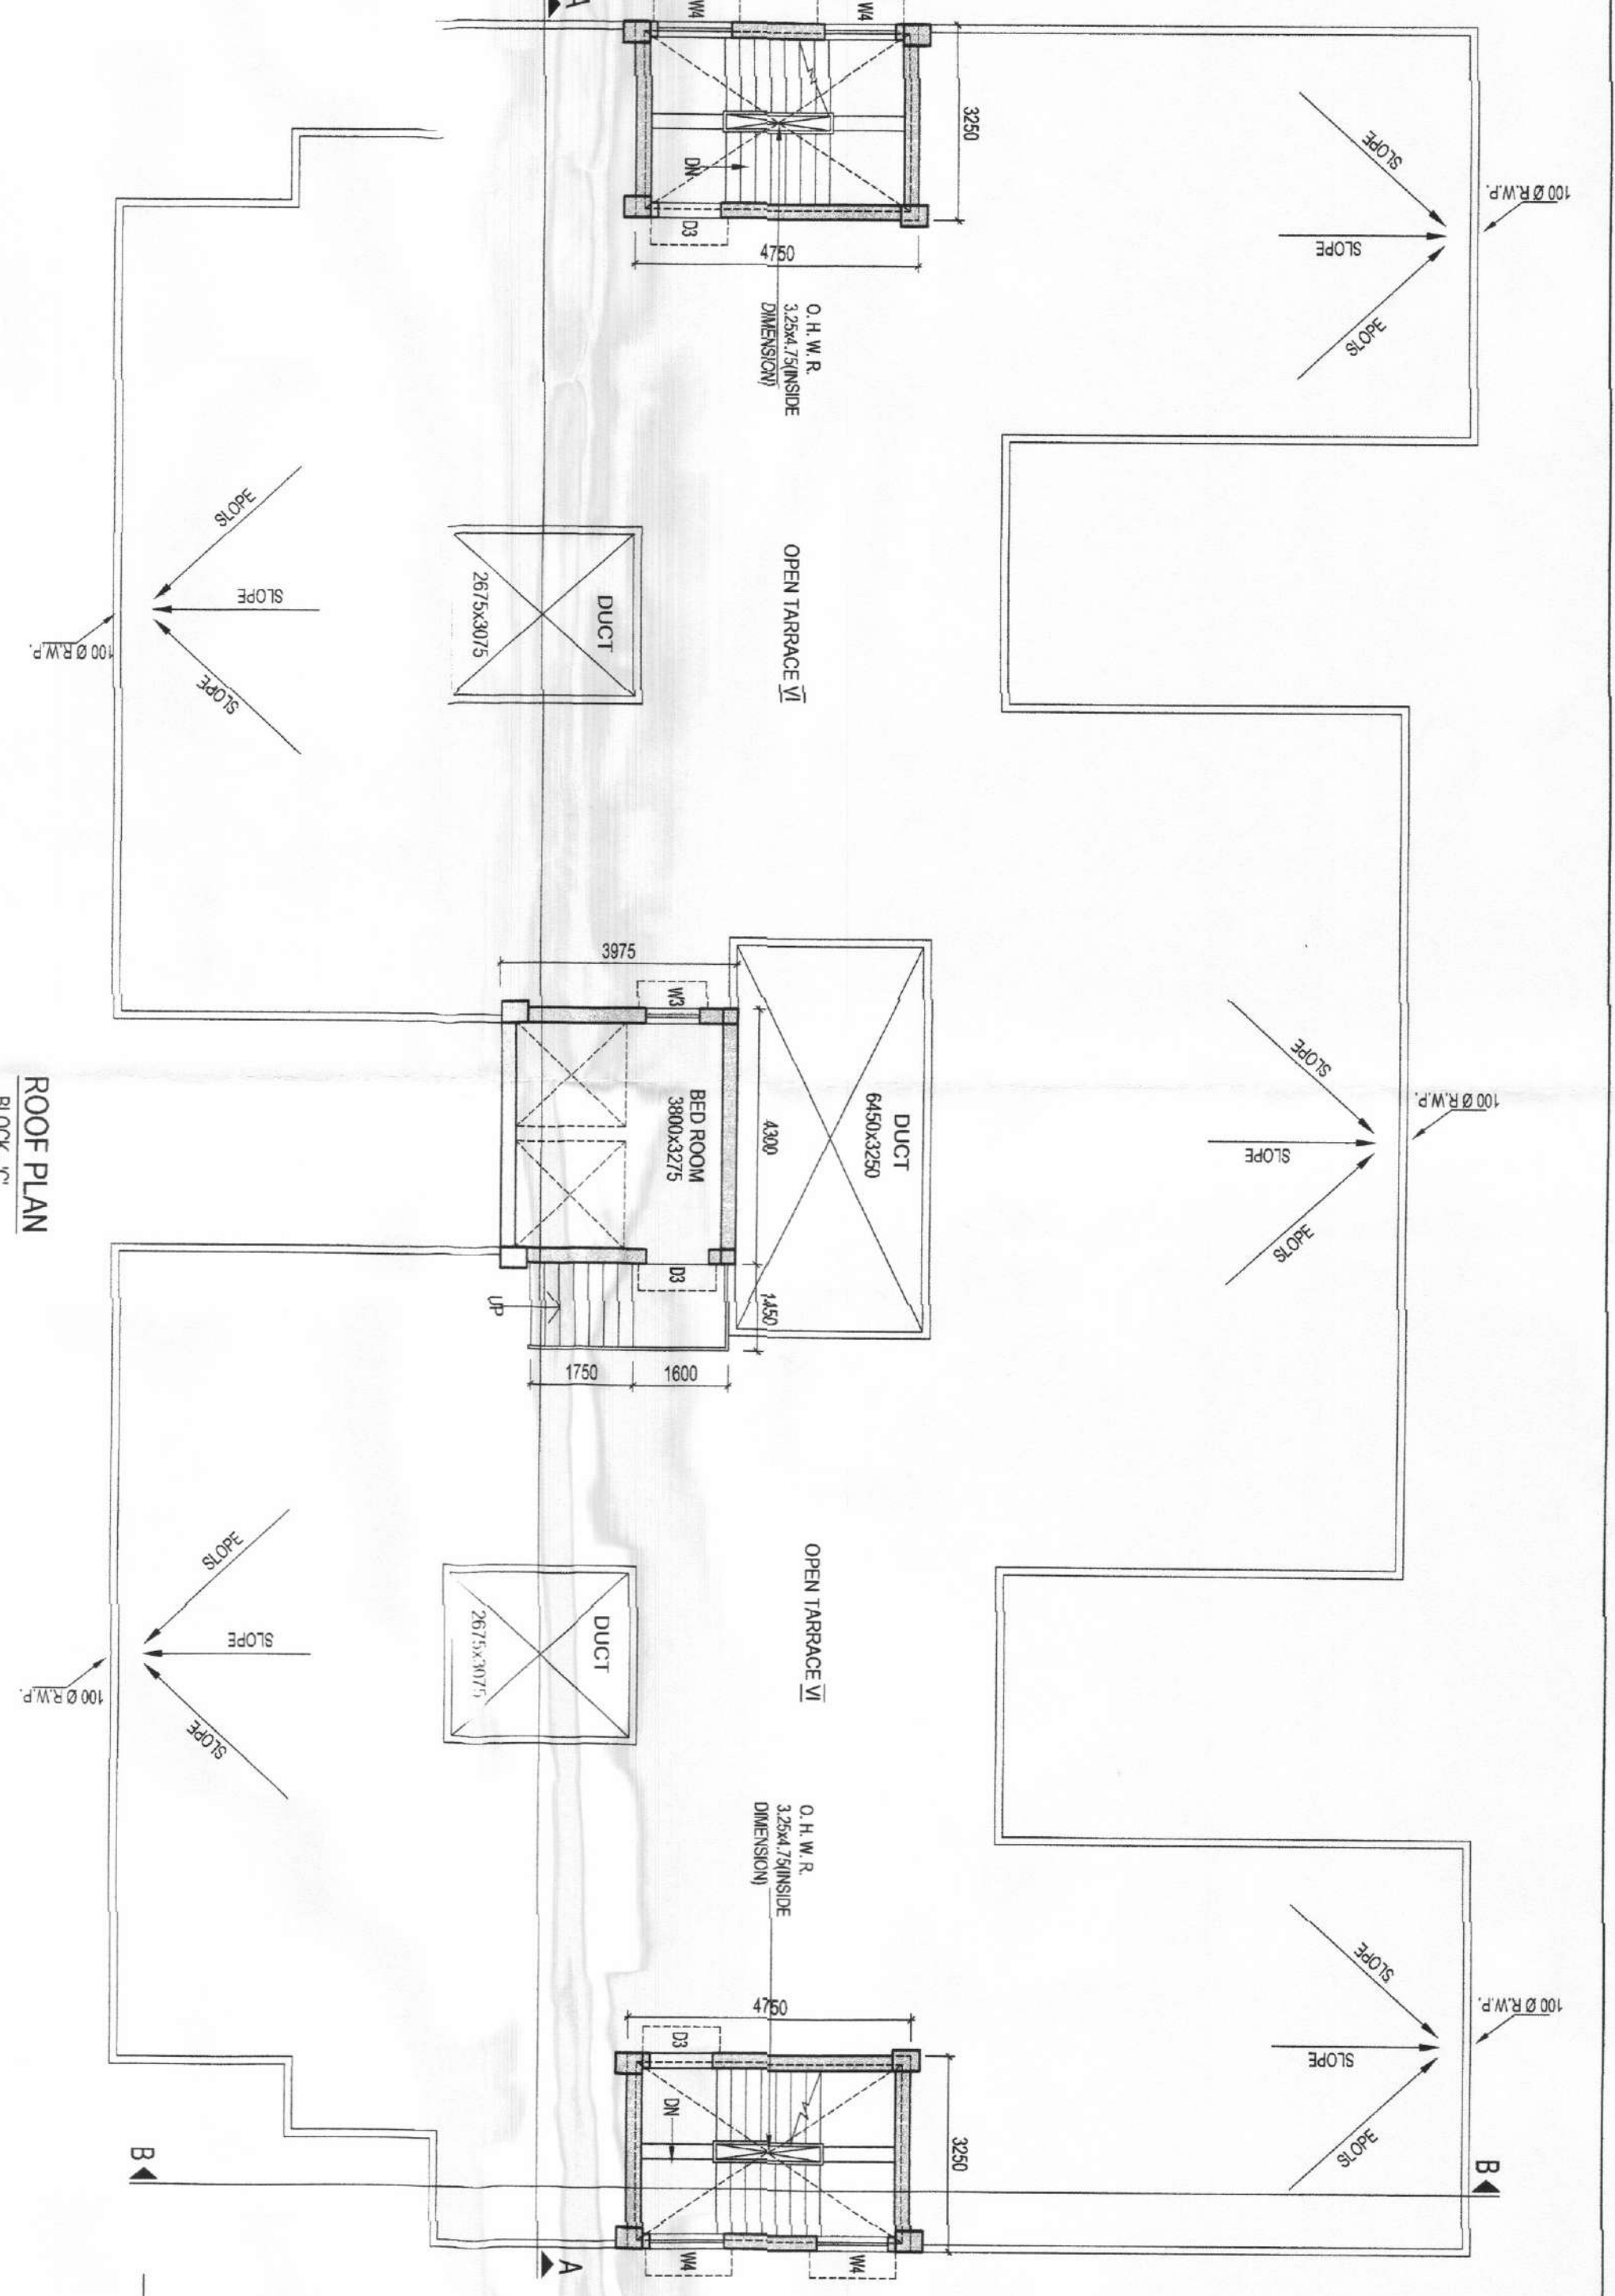 A
W4
W4
3250
DN
D3
4750
O. H. W. R.
3.25x4.75(INSIDE
DIMENSION)
SLOPE
SLOPE
SLOPE
100 Ø R.W.P.
SLOPE
SLOPE
SLOPE
100 Ø R.W.P.
DUCT
2675x3075
OPEN TARRACE VI
3975
W3
BED ROOM
3800x3275
4300
DUCT
6450x3250
D3
1450
UP
1750
1600
SLOPE
SLOPE
SLOPE
100 Ø R.W.P.
OPEN TARRACE VI
DUCT
2675x3075
SLOPE
SLOPE
SLOPE
100 Ø R.W.P.
O. H. W. R.
3.25x4.75(INSIDE
DIMENSION)
4750
D3
DN
3250
W4
W4
SLOPE
SLOPE
SLOPE
100 Ø R.W.P.
B
B
A
ROOF PLAN
BLOCK-'C'